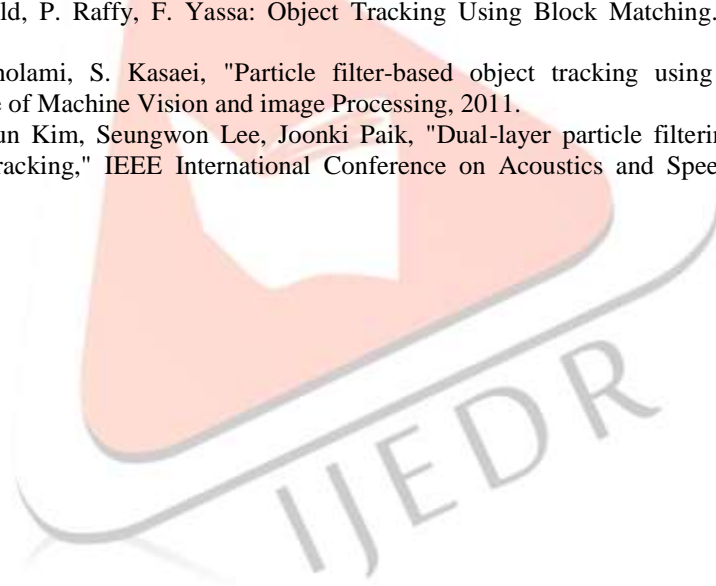 ld, P. Raffy, F. Yassa: Object Tracking Using Block Matching.
nolami, S. Kasaei, "Particle filter-based object tracking using
e of Machine Vision and image Processing, 2011.
un Kim, Seungwon Lee, Joonki Paik, "Dual-layer particle filterin
racking," IEEE International Conference on Acoustics and Spee
IJEDR